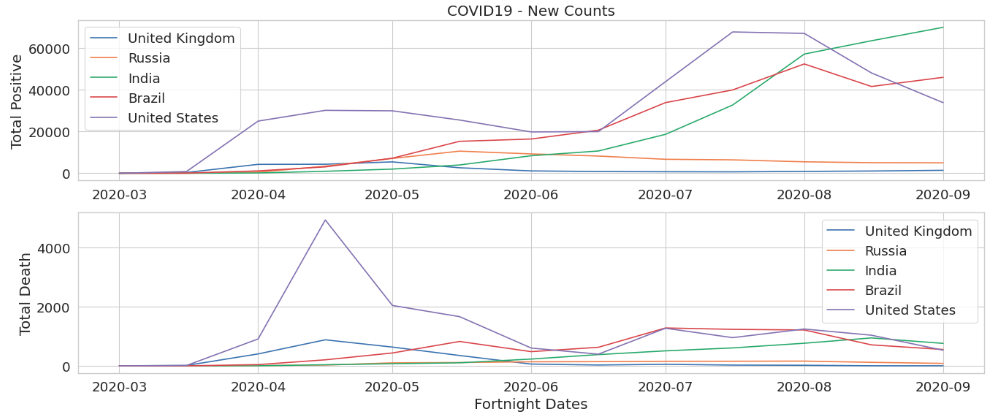 COVID19 - New Counts
Total Positive
60000
40000
20000
0
United Kingdom
Russia
India
Brazil
United States
2020-03 2020-04 2020-05 2020-06 2020-07 2020-08 2020-09
Total Death
4000
2000
0
United Kingdom
Russia
India
Brazil
United States
2020-03 2020-04 2020-05 2020-06 2020-07 2020-08 2020-09
Fortnight Dates